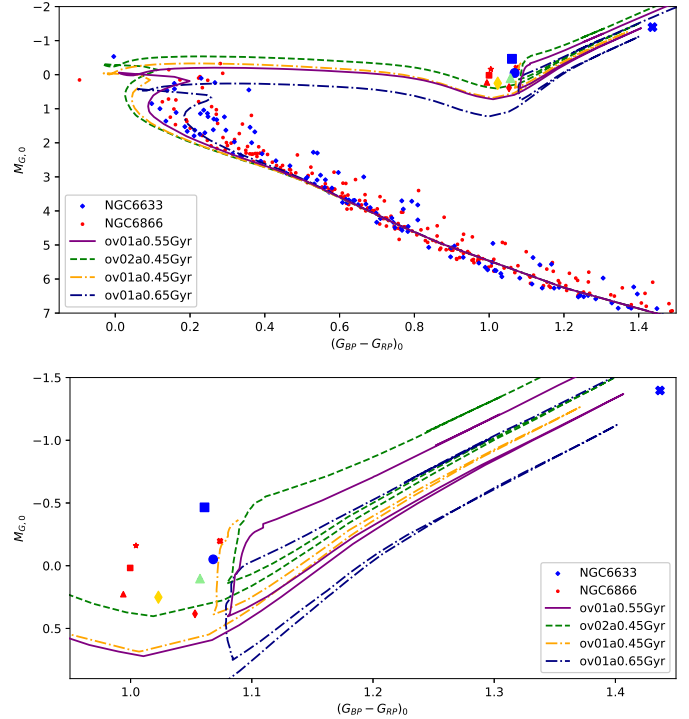 −2
−1
0
1
2
3
4
5
6
7
M_{G,0}
NGC6633
NGC6866
ov01a0.55Gyr
ov02a0.45Gyr
ov01a0.45Gyr
ov01a0.65Gyr
0.0 0.2 0.4 0.6 0.8 1.0 1.2 1.4
(G_{BP} − G_{RP})_0
−1.5
−1.0
−0.5
0.0
0.5
M_{G,0}
NGC6633
NGC6866
ov01a0.55Gyr
ov02a0.45Gyr
ov01a0.45Gyr
ov01a0.65Gyr
1.0 1.1 1.2 1.3 1.4
(G_{BP} − G_{RP})_0